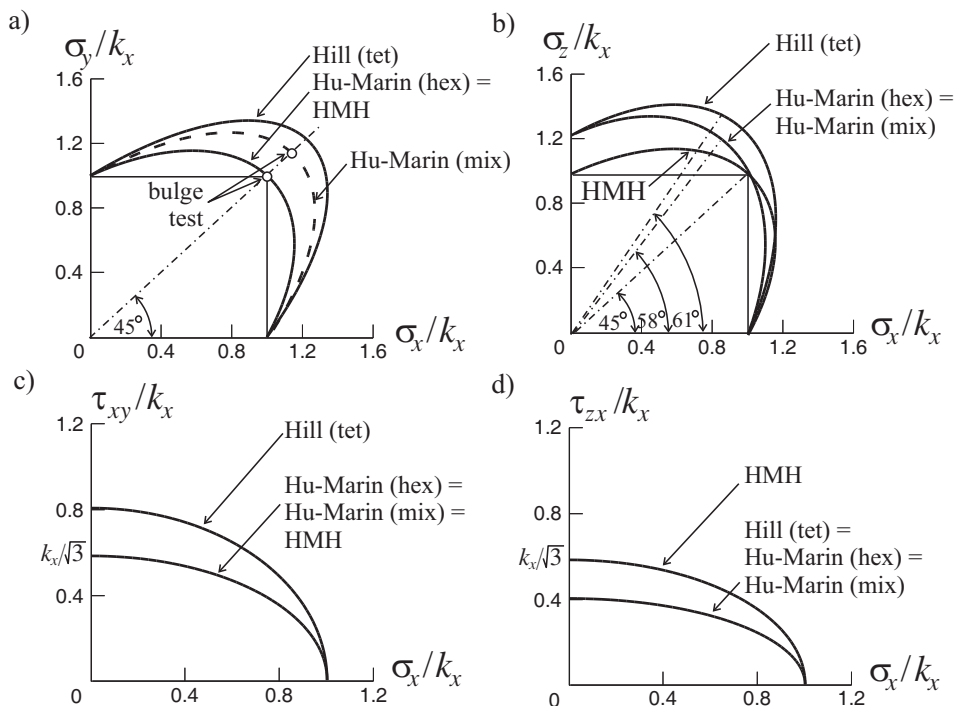 a)
σy/kx
1.6
1.2
0.8
0.4
0
0.4
0.8
1.2
1.6
σx/kx
Hill (tet)
Hu-Marin (hex) =
HMH
Hu-Marin (mix)
bulge
test
45°
b)
σz/kx
1.6
1.2
0.8
0.4
0
0.4
0.8
1.2
1.6
σx/kx
Hill (tet)
Hu-Marin (hex) =
Hu-Marin (mix)
HMH
45°
58°
61°
c)
τxy/kx
1.2
0.8
kx/√3
0.4
0
0.4
0.8
1.2
σx/kx
Hill (tet)
Hu-Marin (hex) =
Hu-Marin (mix) =
HMH
d)
τzx/kx
1.2
0.8
kx/√3
0.4
0
0.4
0.8
1.2
σx/kx
HMH
Hill (tet) =
Hu-Marin (hex) =
Hu-Marin (mix)